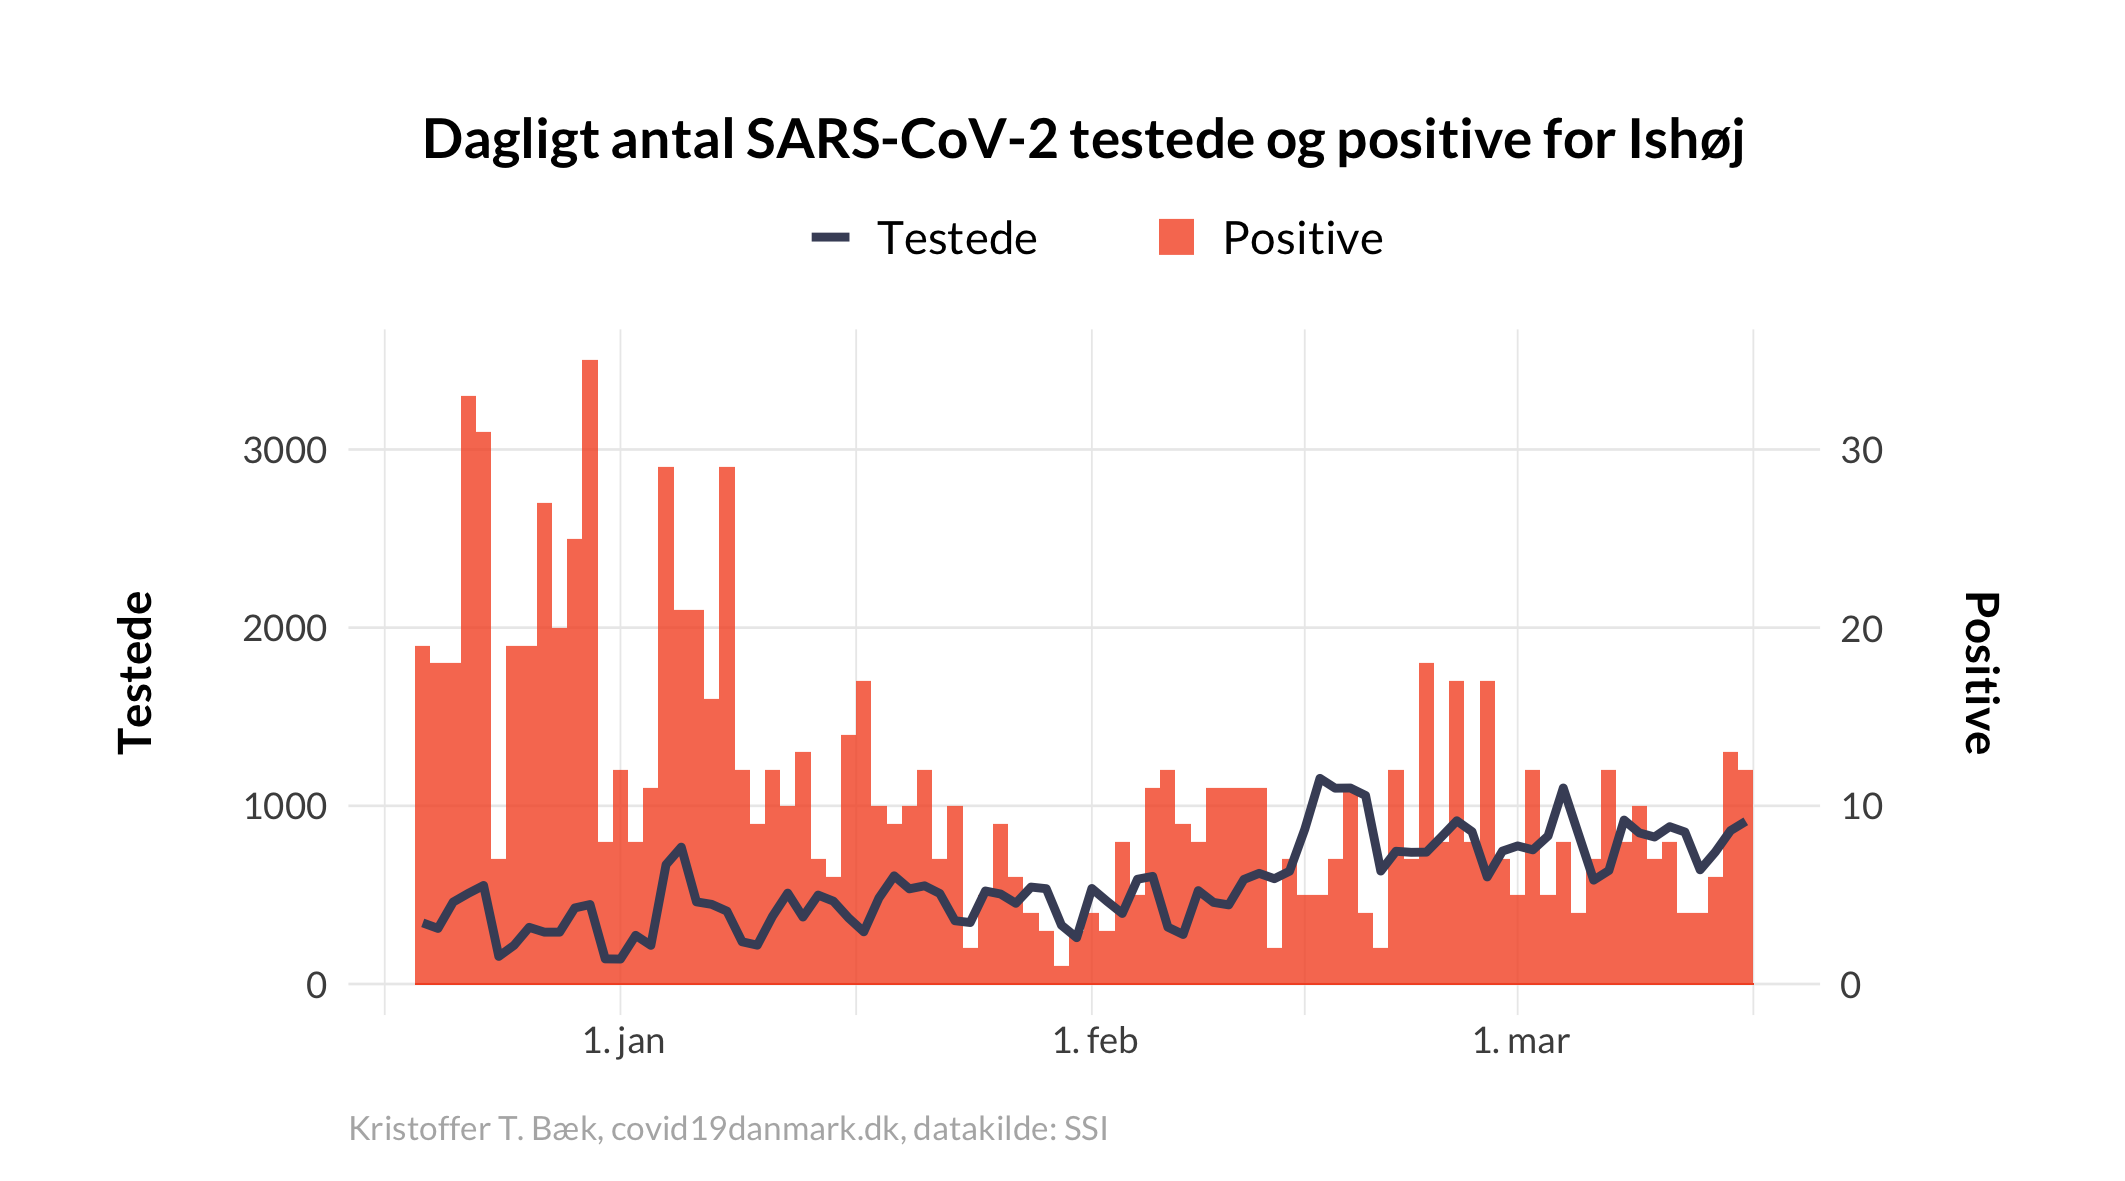 Dagligt antal SARS-CoV-2 testede og positive for Ishøj
Testede
Positive
Testede
3000
2000
1000
0
30
20
10
0
Positive
1. jan
1. feb
1. mar
Kristoffer T. Bæk, covid19danmark.dk, datakilde: SSI